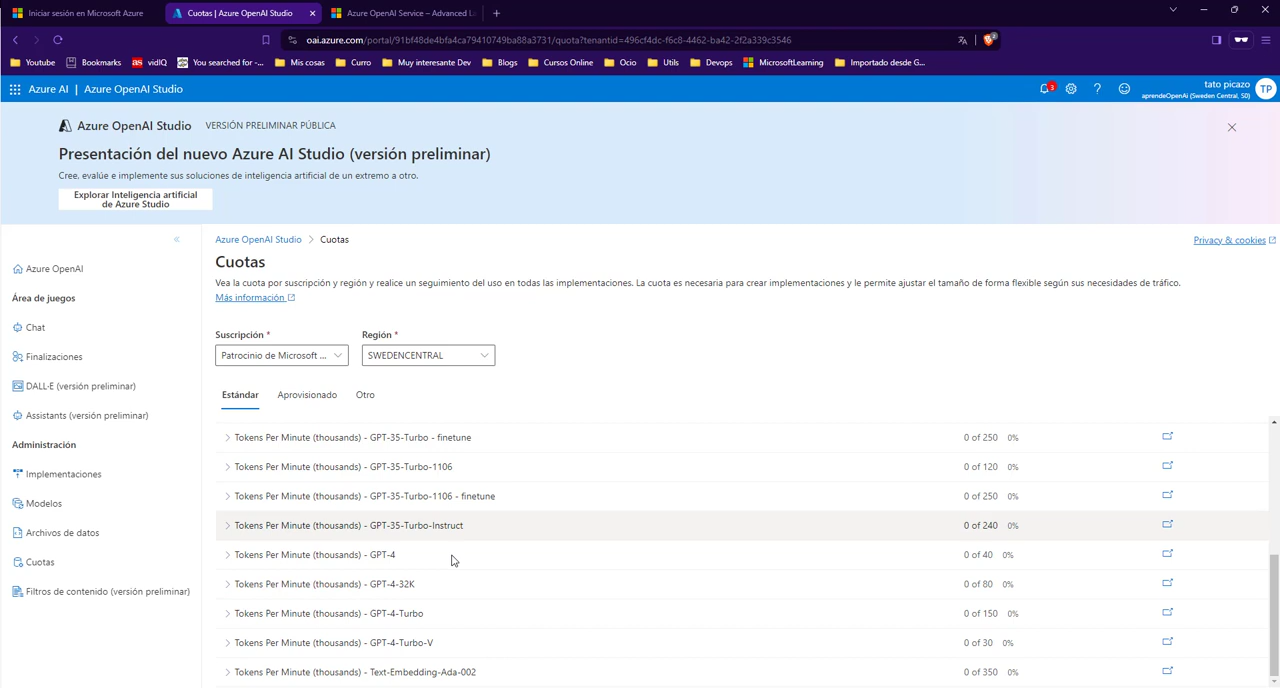 Iniciar sesión en Microsoft Azure
Cuotas | Azure OpenAI Studio
Azure OpenAI Service – Advanced La
oai.azure.com/portal/91bf48de4bfa4ca79410749ba88a3731/quota?tenantid=496cf4dc-f6c8-4462-ba42-2f2a339c3546
Youtube
Bookmarks
as vidIQ
You searched for -...
Mis cosas
Curro
Muy interesante Dev
Blogs
Cursos Online
Ocio
Utils
Devops
MicrosoftLearning
Importado desde G...
Azure AI | Azure OpenAI Studio
3
tato picazo
aprendeOpenAI (Sweden Central, S0)
TP
Azure OpenAI Studio VERSIÓN PRELIMINAR PÚBLICA
Presentación del nuevo Azure AI Studio (versión preliminar)
Cree, evalúe e implemente sus soluciones de inteligencia artificial de un extremo a otro.
Explorar Inteligencia artificial
de Azure Studio
Azure OpenAI
Área de juegos
Chat
Finalizaciones
DALL·E (versión preliminar)
Assistants (versión preliminar)
Administración
Implementaciones
Modelos
Archivos de datos
Cuotas
Filtros de contenido (versión preliminar)
Azure OpenAI Studio > Cuotas
Privacy & cookies
Cuotas
Vea la cuota por suscripción y región y realice un seguimiento del uso en todas las implementaciones. La cuota es necesaria para crear implementaciones y le permite ajustar el tamaño de forma flexible según sus necesidades de tráfico.
Más información
Suscripción * Región *
Patrocinio de Microsoft ... SWEDENCENTRAL
Estándar Aprovisionado Otro
Tokens Per Minute (thousands) - GPT-35-Turbo - finetune 0 of 250 0%
Tokens Per Minute (thousands) - GPT-35-Turbo-1106 0 of 120 0%
Tokens Per Minute (thousands) - GPT-35-Turbo-1106 - finetune 0 of 250 0%
Tokens Per Minute (thousands) - GPT-35-Turbo-Instruct 0 of 240 0%
Tokens Per Minute (thousands) - GPT-4 0 of 40 0%
Tokens Per Minute (thousands) - GPT-4-32K 0 of 80 0%
Tokens Per Minute (thousands) - GPT-4-Turbo 0 of 150 0%
Tokens Per Minute (thousands) - GPT-4-Turbo-V 0 of 30 0%
Tokens Per Minute (thousands) - Text-Embedding-Ada-002 0 of 350 0%